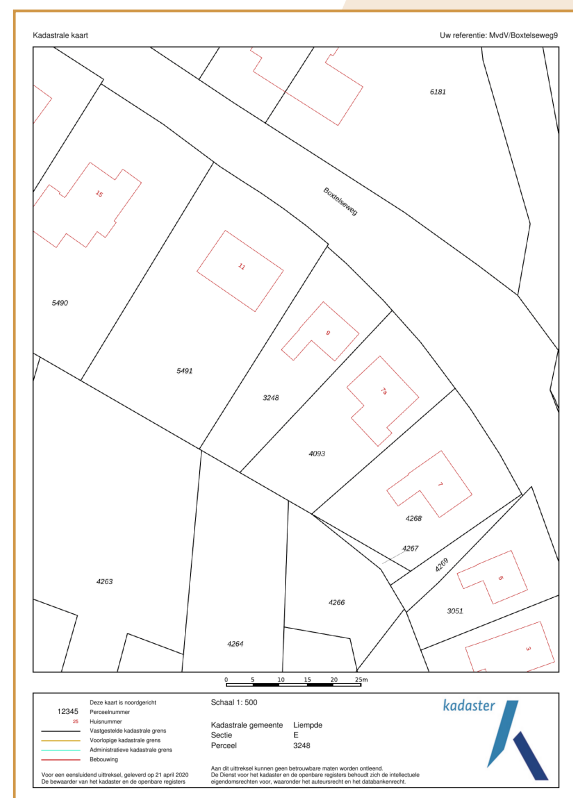 Kadastrale kaart
Uw referentie: MvdV/Boxtelseweg9
6181
15
Boxtelseweg
11
5490
9
5491
7a
3248
4093
7
4268
4267
4269
4263
4266
3051
4264
3
0 5 10 15 20 25m
Deze kaart is noordgericht
12345 Perceelnummer
25 Huisnummer
Vastgestelde kadastrale grens
Voorlopige kadastrale grens
Administratieve kadastrale grens
Bebouwing
Voor een eensluidend uittreksel, geleverd op 21 april 2020
De bewaarder van het kadaster en de openbare registers
Schaal 1: 500
Kadastrale gemeente Liempde
Sectie E
Perceel 3248
Aan dit uittreksel kunnen geen betrouwbare maten worden ontleend.
De Dienst voor het kadaster en de openbare registers behoudt zich de intellectuele
eigendomsrechten voor, waaronder het auteursrecht en het databankenrecht.
kadaster